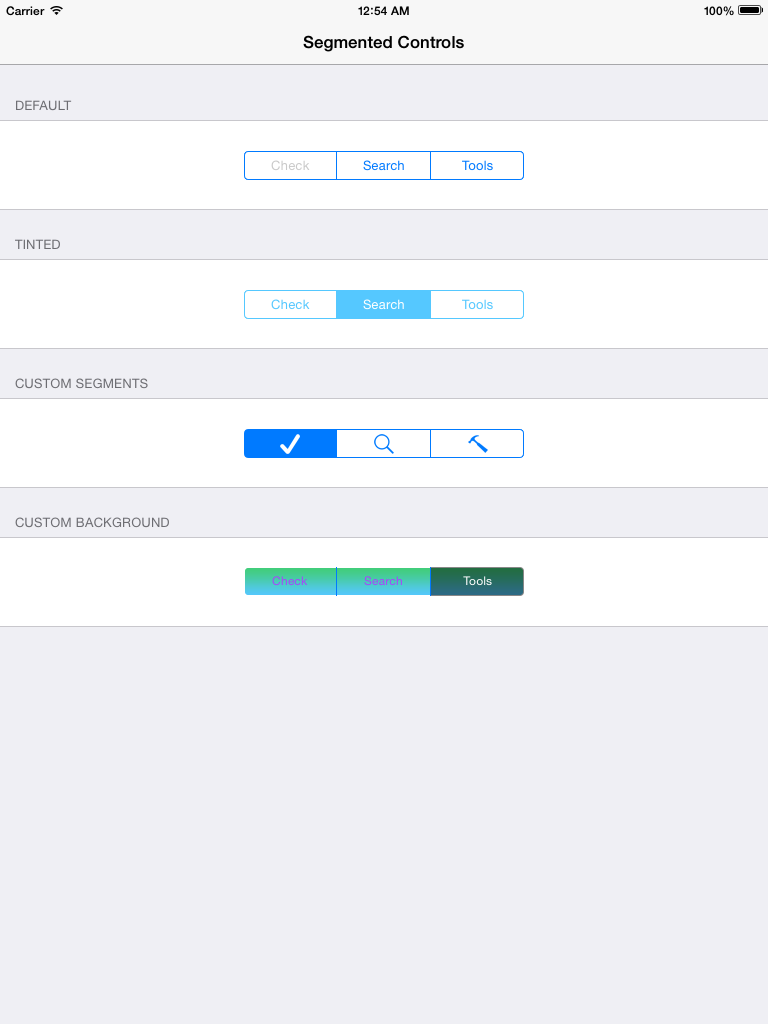 Carrier 12:54 AM 100%
Segmented Controls
DEFAULT
Check Search Tools
TINTED
Check Search Tools
CUSTOM SEGMENTS
CUSTOM BACKGROUND
Check Search Tools